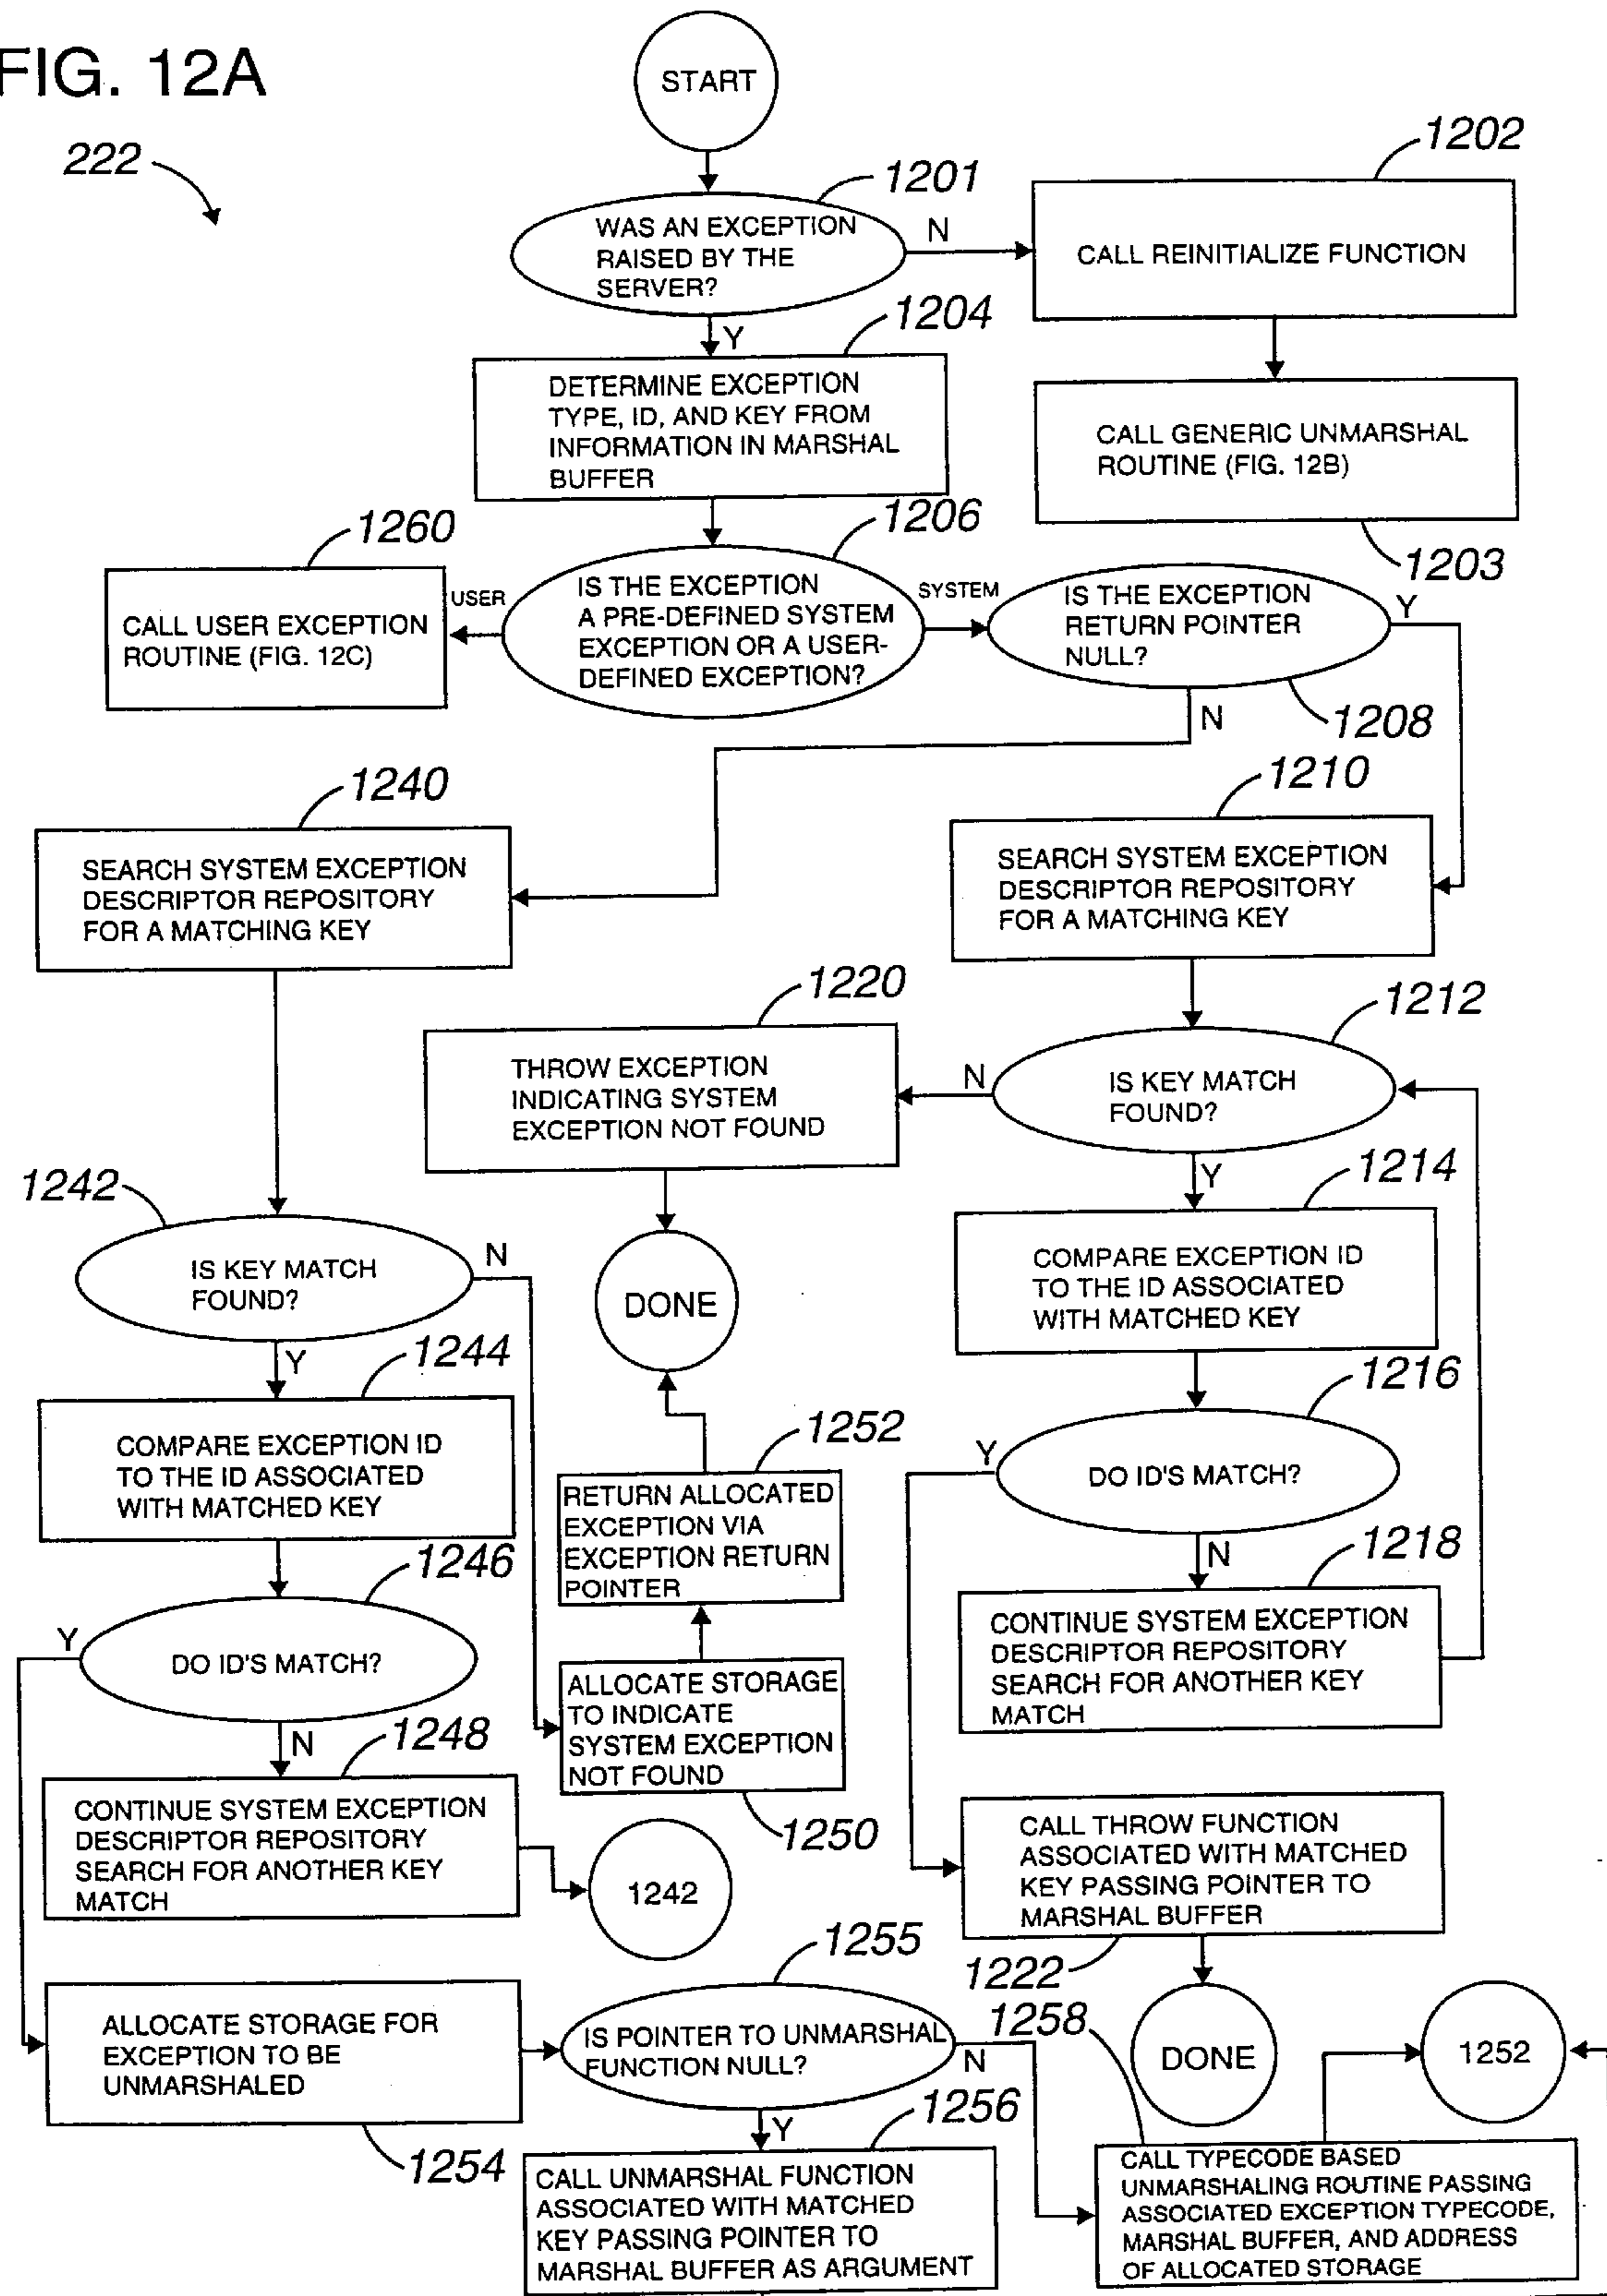 FIG. 12A
222
START
1201
WAS AN EXCEPTION
RAISED BY THE
SERVER?
N
Y
1202
CALL REINITIALIZE FUNCTION
1204
DETERMINE EXCEPTION
TYPE, ID, AND KEY FROM
INFORMATION IN MARSHAL
BUFFER
CALL GENERIC UNMARSHAL
ROUTINE (FIG. 12B)
1203
1260
CALL USER EXCEPTION
ROUTINE (FIG. 12C)
USER
1206
IS THE EXCEPTION
A PRE-DEFINED SYSTEM
EXCEPTION OR A USER-
DEFINED EXCEPTION?
SYSTEM
IS THE EXCEPTION
RETURN POINTER
NULL?
Y
N
1208
1240
SEARCH SYSTEM EXCEPTION
DESCRIPTOR REPOSITORY
FOR A MATCHING KEY
1210
SEARCH SYSTEM EXCEPTION
DESCRIPTOR REPOSITORY
FOR A MATCHING KEY
1220
THROW EXCEPTION
INDICATING SYSTEM
EXCEPTION NOT FOUND
N
1212
IS KEY MATCH
FOUND?
Y
1242
IS KEY MATCH
FOUND?
N
Y
DONE
1214
COMPARE EXCEPTION ID
TO THE ID ASSOCIATED
WITH MATCHED KEY
1244
COMPARE EXCEPTION ID
TO THE ID ASSOCIATED
WITH MATCHED KEY
1252
RETURN ALLOCATED
EXCEPTION VIA
EXCEPTION RETURN
POINTER
1216
Y
DO ID'S MATCH?
N
1246
Y
DO ID'S MATCH?
N
ALLOCATE STORAGE
TO INDICATE
SYSTEM EXCEPTION
NOT FOUND
1250
1218
CONTINUE SYSTEM EXCEPTION
DESCRIPTOR REPOSITORY
SEARCH FOR ANOTHER KEY
MATCH
1248
CONTINUE SYSTEM EXCEPTION
DESCRIPTOR REPOSITORY
SEARCH FOR ANOTHER KEY
MATCH
1242
CALL THROW FUNCTION
ASSOCIATED WITH MATCHED
KEY PASSING POINTER TO
MARSHAL BUFFER
1222
DONE
ALLOCATE STORAGE FOR
EXCEPTION TO BE
UNMARSHALED
1254
1255
IS POINTER TO UNMARSHAL
FUNCTION NULL?
N
Y
1258
1252
1256
CALL UNMARSHAL FUNCTION
ASSOCIATED WITH MATCHED
KEY PASSING POINTER TO
MARSHAL BUFFER AS ARGUMENT
CALL TYPECODE BASED
UNMARSHALING ROUTINE PASSING
ASSOCIATED EXCEPTION TYPECODE,
MARSHAL BUFFER, AND ADDRESS
OF ALLOCATED STORAGE